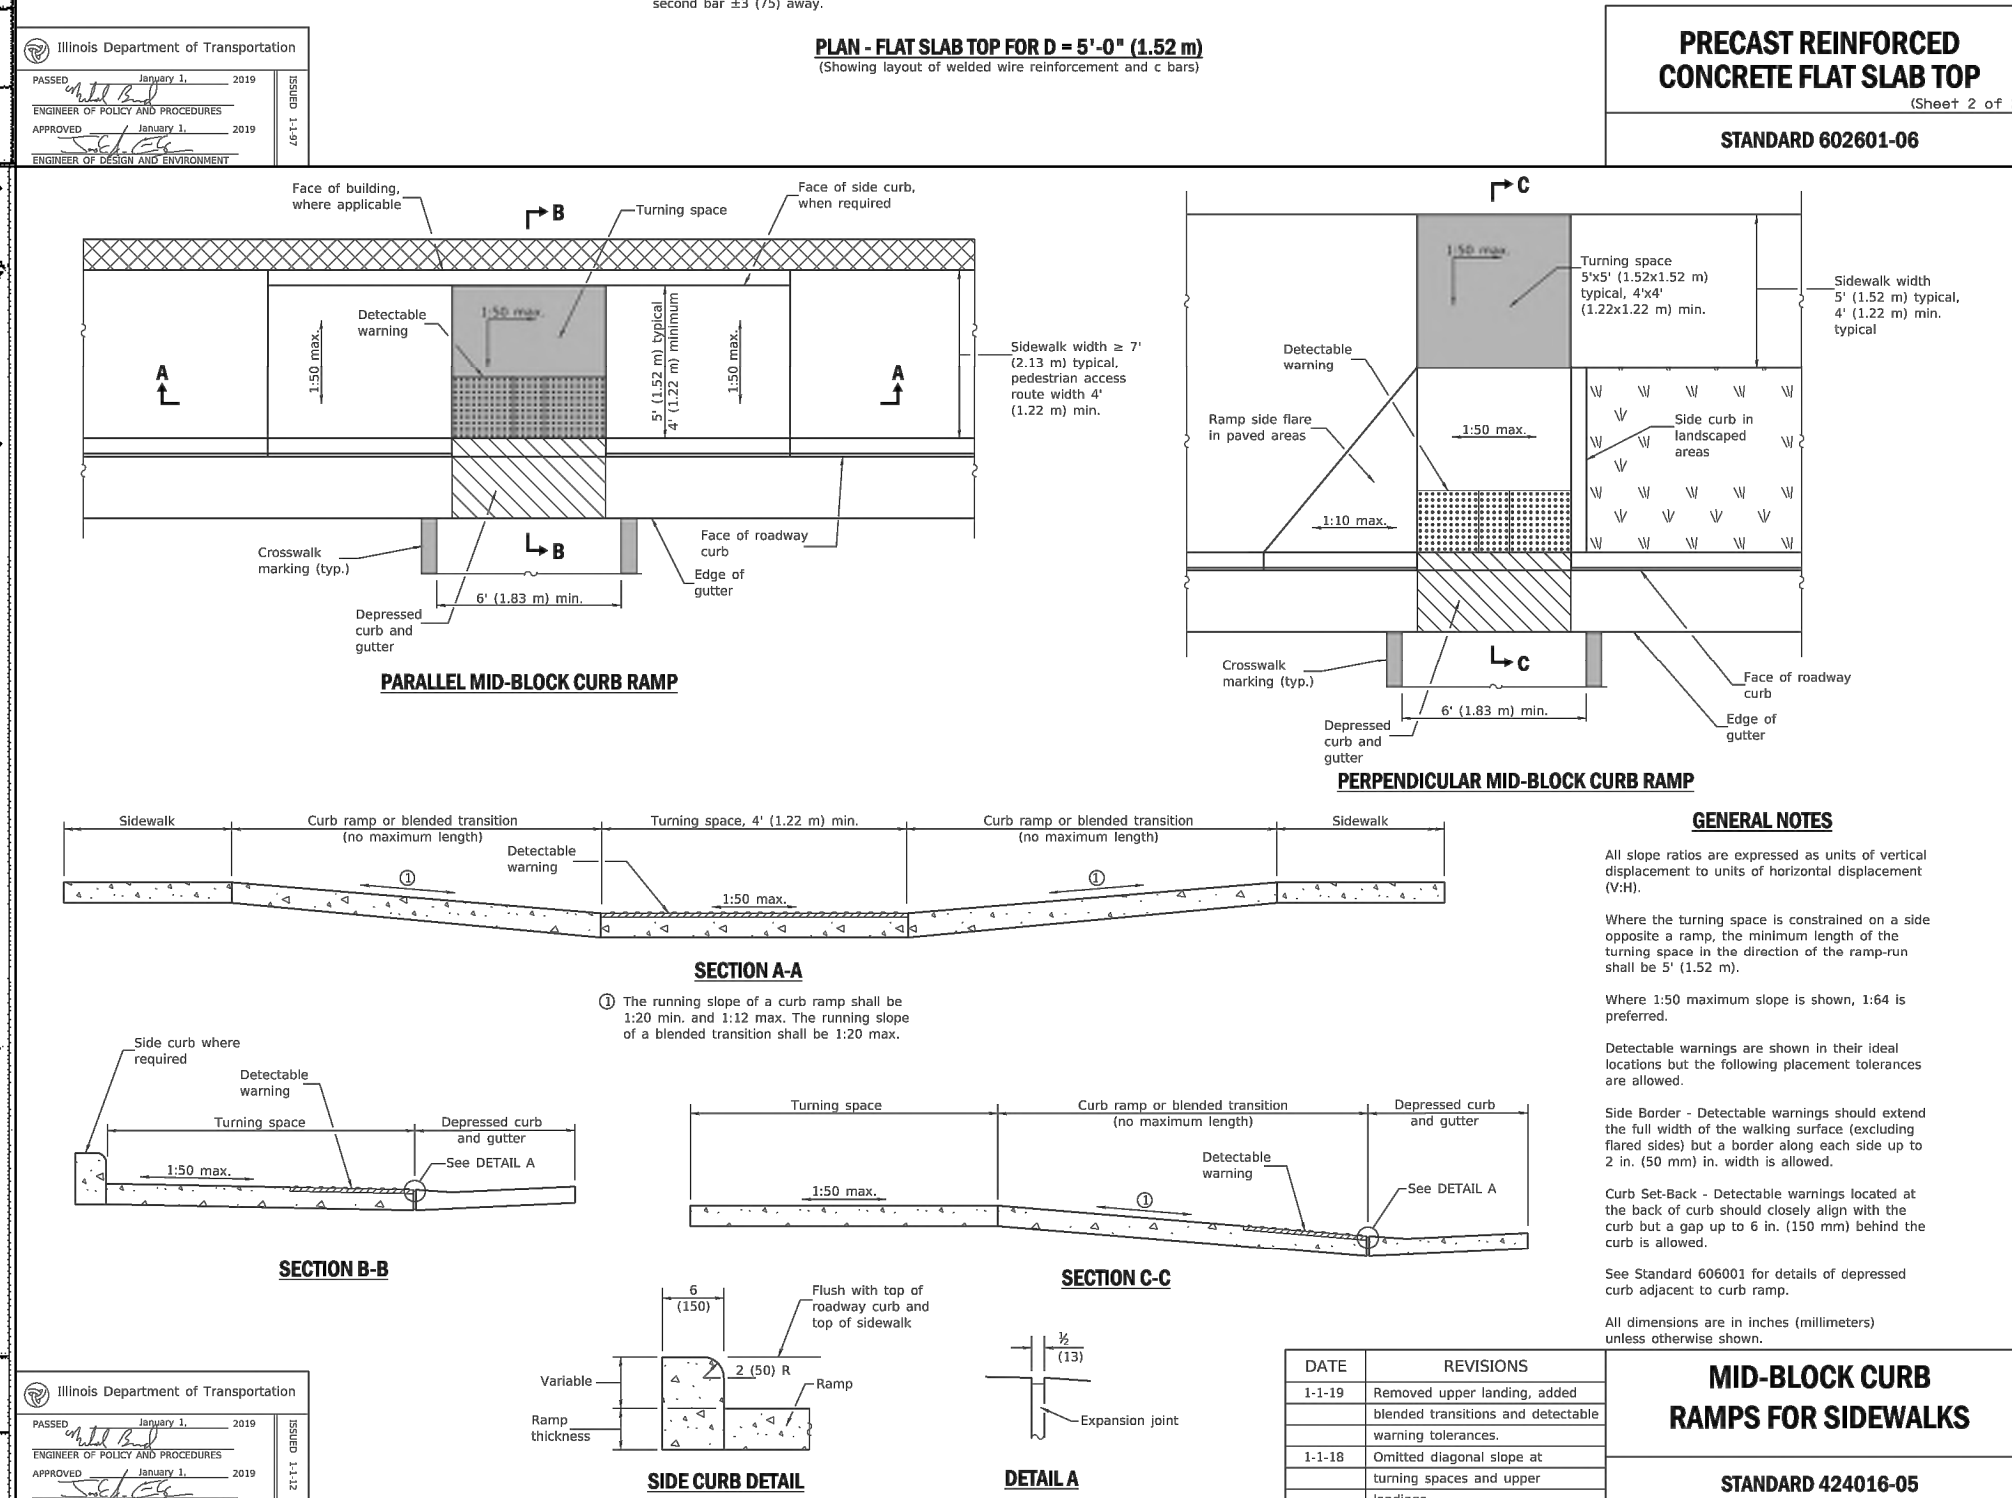 second bar ±3 (75) away.
Illinois Department of Transportation
PASSED January 1, 2019
ENGINEER OF POLICY AND PROCEDURES
APPROVED January 1, 2019
ENGINEER OF DESIGN AND ENVIRONMENT
ISSUED 1-1-97
PLAN - FLAT SLAB TOP FOR D = 5'-0" (1.52 m)
(Showing layout of welded wire reinforcement and c bars)
PRECAST REINFORCED
CONCRETE FLAT SLAB TOP
(Sheet 2 of
STANDARD 602601-06
Face of building,
where applicable
B
Turning space
Face of side curb,
when required
Detectable
warning
1:50 max.
1:50 max.
5' (1.52 m) typical
4' (1.22 m) minimum
1:50 max.
A
A
Sidewalk width ≥ 7'
(2.13 m) typical,
pedestrian access
route width 4'
(1.22 m) min.
Crosswalk
marking (typ.)
B
Face of roadway
curb
Edge of
gutter
6' (1.83 m) min.
Depressed
curb and
gutter
PARALLEL MID-BLOCK CURB RAMP
C
1:50 max.
Turning space
5'x5' (1.52x1.52 m)
typical, 4'x4'
(1.22x1.22 m) min.
Sidewalk width
5' (1.52 m) typical,
4' (1.22 m) min.
typical
Detectable
warning
Ramp side flare
in paved areas
1:50 max.
Side curb in
landscaped
areas
1:10 max.
Crosswalk
marking (typ.)
C
Face of roadway
curb
6' (1.83 m) min.
Edge of
gutter
Depressed
curb and
gutter
PERPENDICULAR MID-BLOCK CURB RAMP
Sidewalk
Curb ramp or blended transition
(no maximum length)
Turning space, 4' (1.22 m) min.
Curb ramp or blended transition
(no maximum length)
Sidewalk
Detectable
warning
1
1:50 max.
1
SECTION A-A
1 The running slope of a curb ramp shall be
1:20 min. and 1:12 max. The running slope
of a blended transition shall be 1:20 max.
Side curb where
required
Detectable
warning
Turning space
Depressed curb
and gutter
See DETAIL A
1:50 max.
SECTION B-B
Turning space
Curb ramp or blended transition
(no maximum length)
Depressed curb
and gutter
Detectable
warning
1:50 max.
1
See DETAIL A
SECTION C-C
6
(150)
Flush with top of
roadway curb and
top of sidewalk
2 (50) R
Variable
Ramp
Ramp
thickness
SIDE CURB DETAIL
½
(13)
Expansion joint
DETAIL A
GENERAL NOTES
All slope ratios are expressed as units of vertical
displacement to units of horizontal displacement
(V:H).
Where the turning space is constrained on a side
opposite a ramp, the minimum length of the
turning space in the direction of the ramp-run
shall be 5' (1.52 m).
Where 1:50 maximum slope is shown, 1:64 is
preferred.
Detectable warnings are shown in their ideal
locations but the following placement tolerances
are allowed.
Side Border - Detectable warnings should extend
the full width of the walking surface (excluding
flared sides) but a border along each side up to
2 in. (50 mm) in. width is allowed.
Curb Set-Back - Detectable warnings located at
the back of curb should closely align with the
curb but a gap up to 6 in. (150 mm) behind the
curb is allowed.
See Standard 606001 for details of depressed
curb adjacent to curb ramp.
All dimensions are in inches (millimeters)
unless otherwise shown.
Illinois Department of Transportation
PASSED January 1, 2019
ENGINEER OF POLICY AND PROCEDURES
APPROVED January 1, 2019
ISSUED 1-1-12
DATE REVISIONS
1-1-19 Removed upper landing, added
blended transitions and detectable
warning tolerances.
1-1-18 Omitted diagonal slope at
turning spaces and upper
MID-BLOCK CURB
RAMPS FOR SIDEWALKS
STANDARD 424016-05